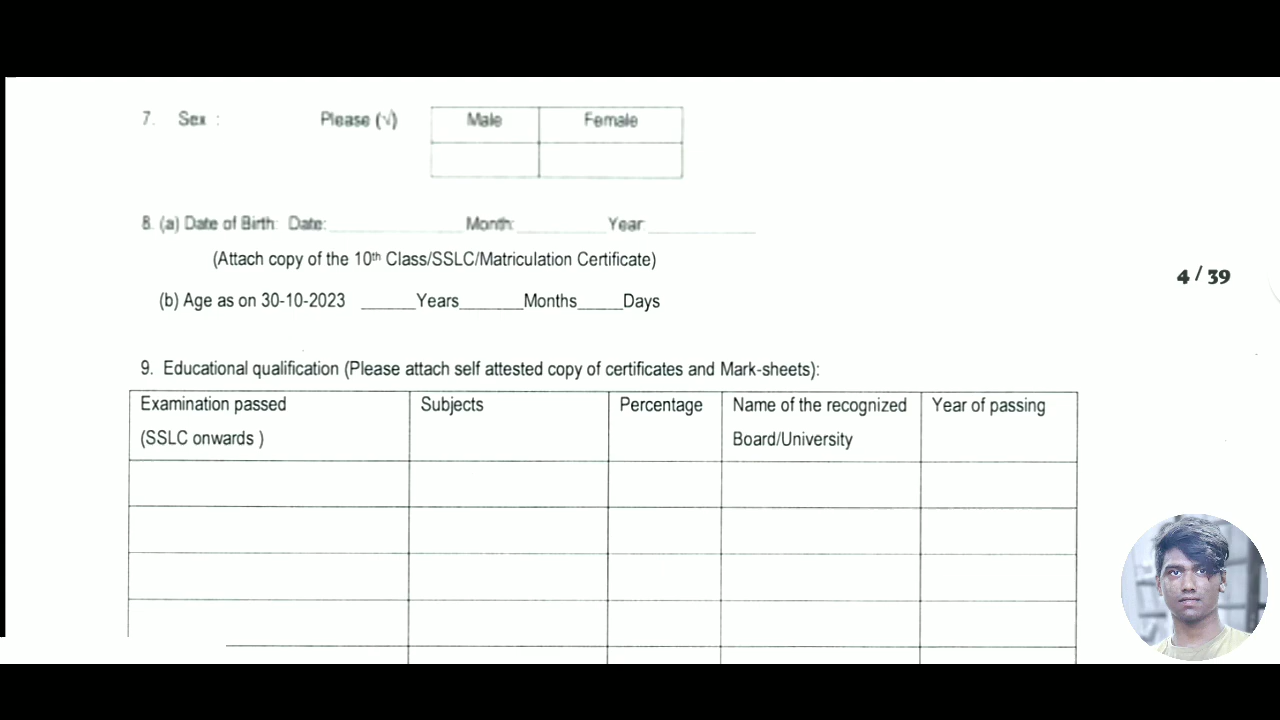 7. Sex : Please (√) Male Female
8. (a) Date of Birth: Date: Month: Year
(Attach copy of the 10th Class/SSLC/Matriculation Certificate)
4 / 39
(b) Age as on 30-10-2023 ______Years_______Months_____Days
9. Educational qualification (Please attach self attested copy of certificates and Mark-sheets):
Examination passed Subjects Percentage Name of the recognized Year of passing
(SSLC onwards ) Board/University